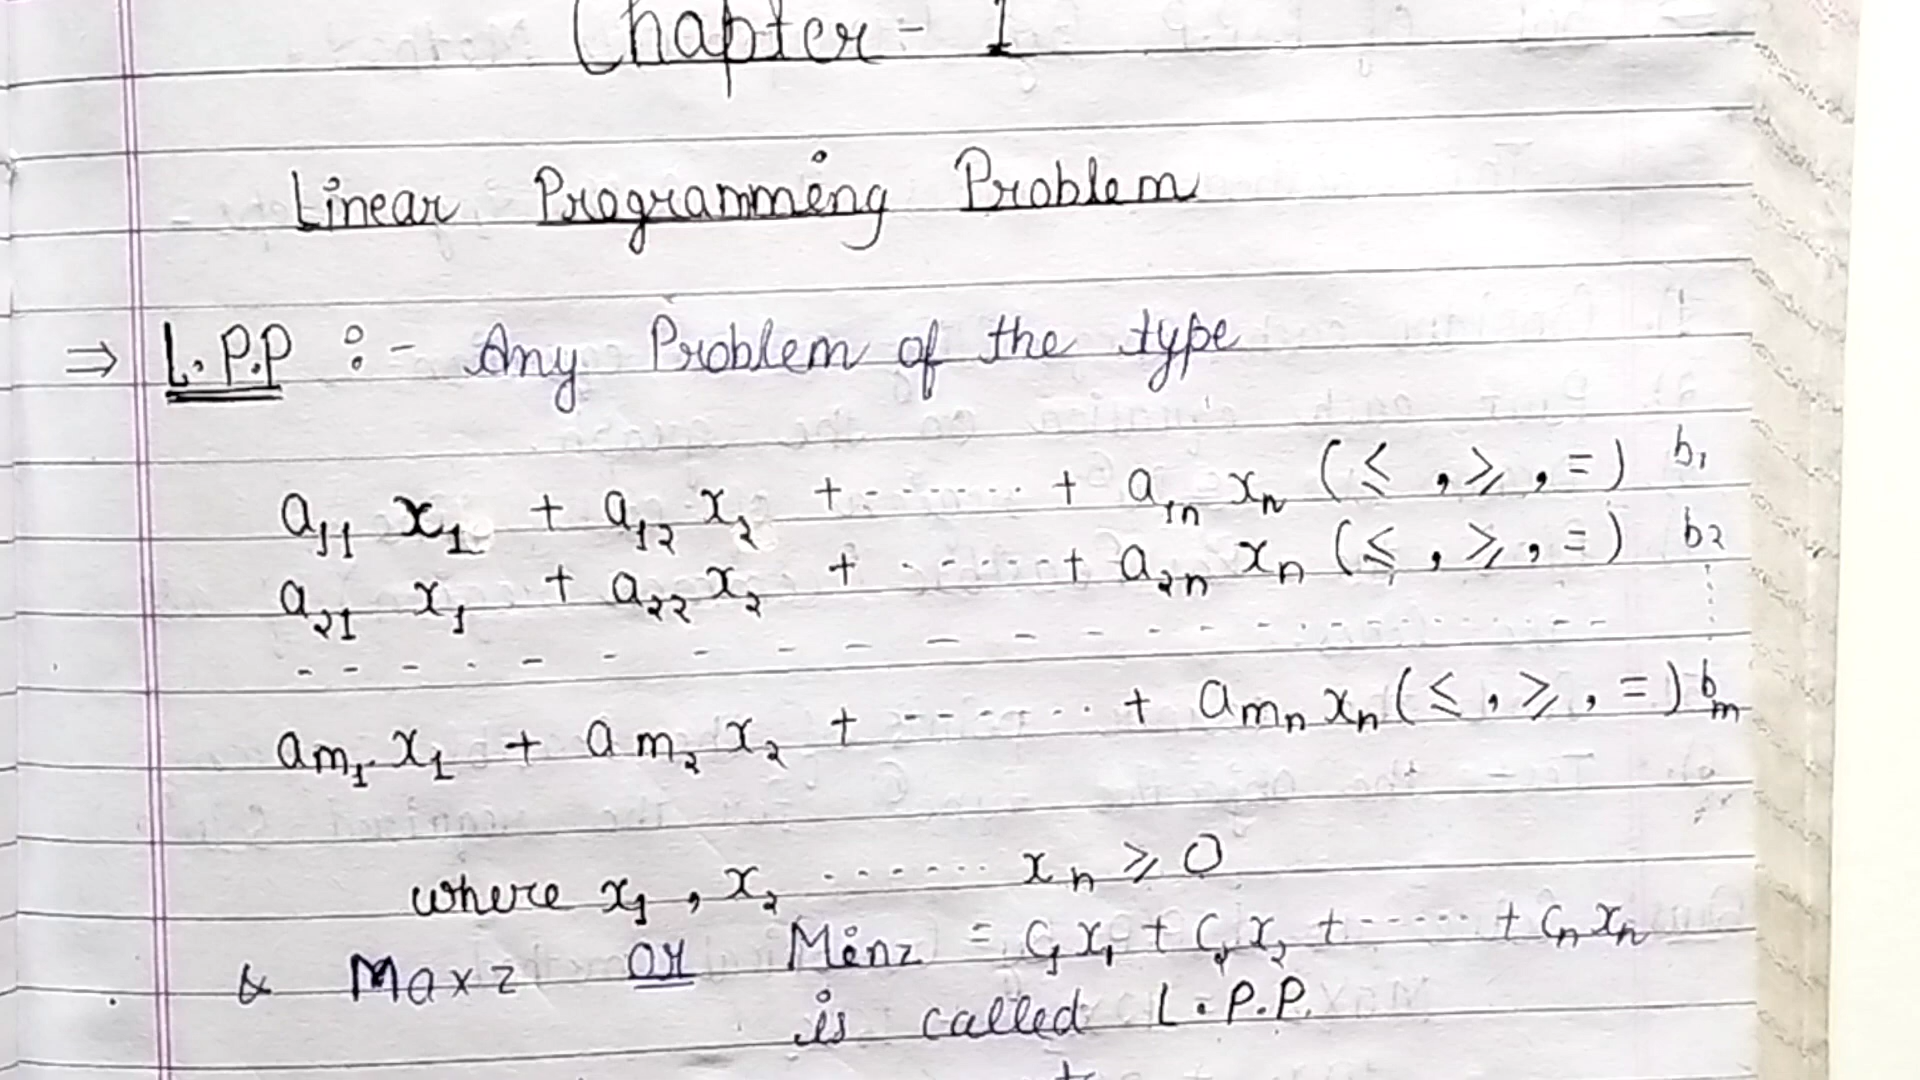 Chapter - 1
Linear Programming Problem
⇒ L.P.P :- Any Problem of the type
a₁₁ x₁ + a₁₂ x₂ + ------- + a₁ₙ xₙ (≤ , ≥ , =) b₁
a₂₁ x₁ + a₂₂ x₂ + ------- + a₂ₙ xₙ (≤ , ≥ , =) b₂
- - - - - - - - - - - - - - - - - - - -
aₘ₁ x₁ + aₘ₂ x₂ + ------- + aₘₙ xₙ (≤ , ≥ , =) bₘ
where x₁ , x₂ ------- xₙ ≥ 0
& Max z or Min z = c₁ x₁ + c₂ x₂ + ------ + cₙ xₙ
is called L.P.P.